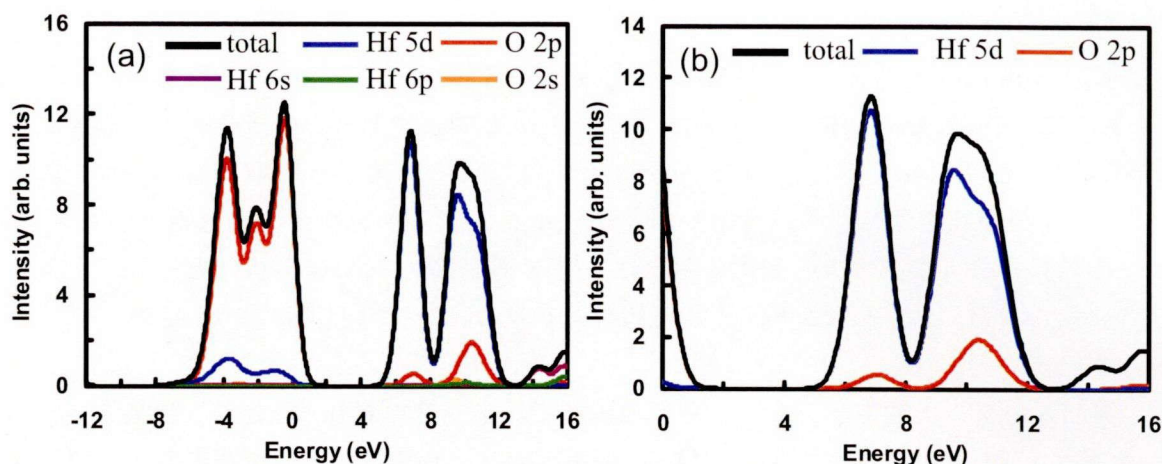 (a)
total Hf 5d O 2p
Hf 6s Hf 6p O 2s
16
12
8
4
0
-12 -8 -4 0 4 8 12 16
Intensity (arb. units)
Energy (eV)
(b)
total Hf 5d O 2p
14
12
10
8
6
4
2
0
0 4 8 12 16
Intensity (arb. units)
Energy (eV)